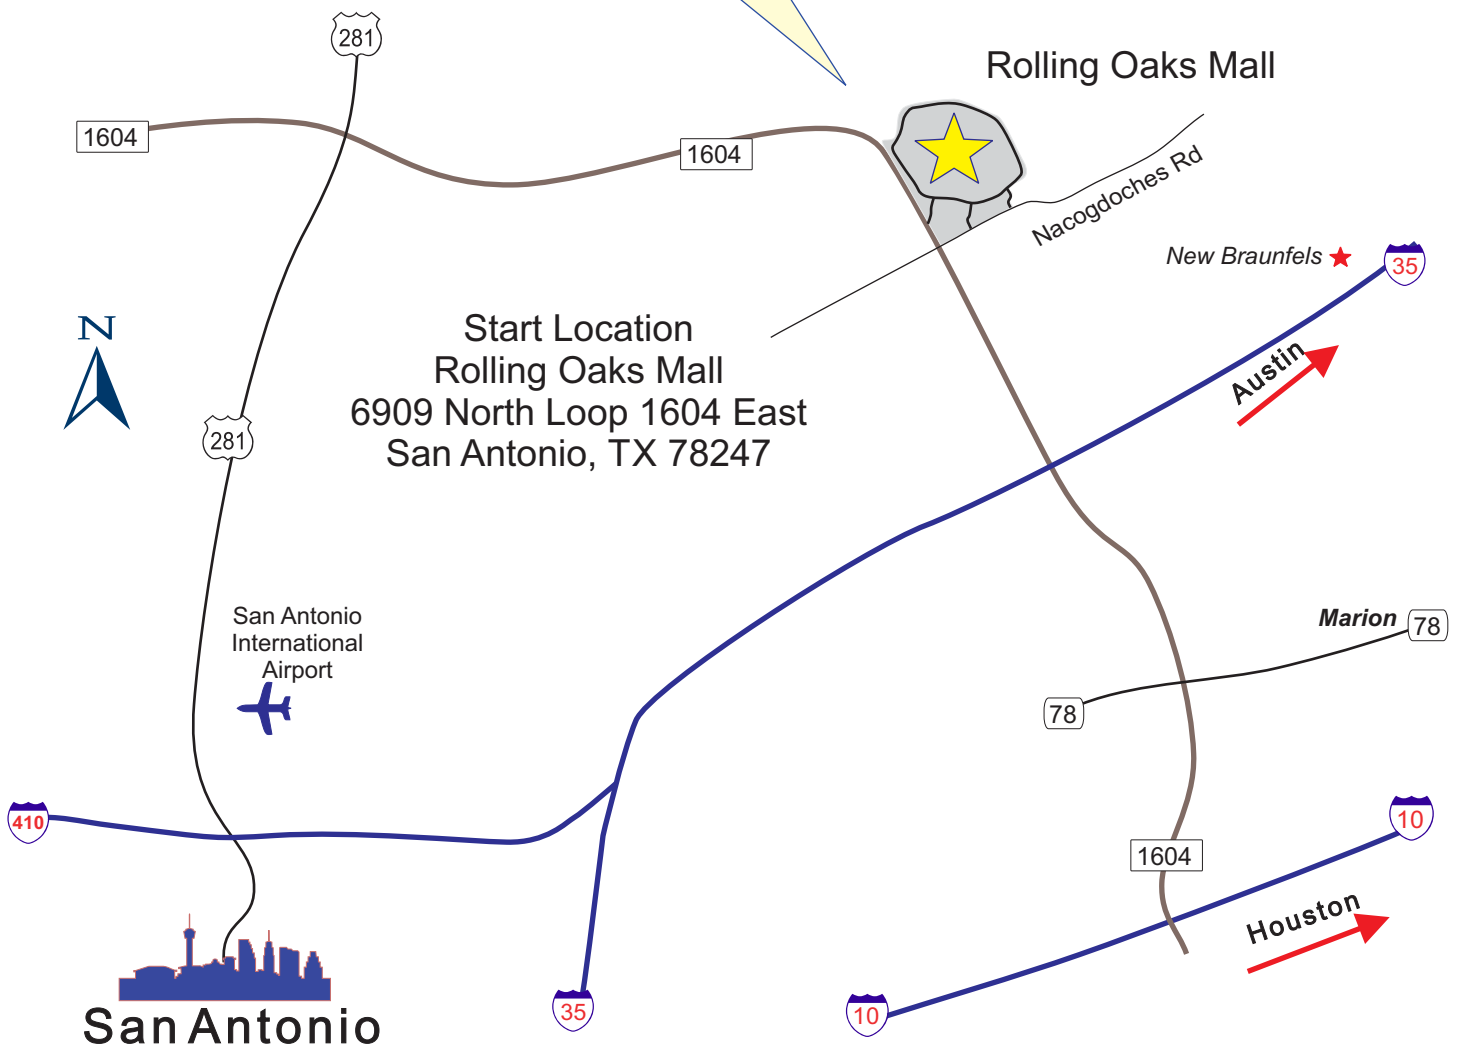 281
Rolling Oaks Mall
1604
1604
Nacogdoches Rd
New Braunfels
35
N
Start Location
Rolling Oaks Mall
6909 North Loop 1604 East
San Antonio, TX 78247
Austin
281
San Antonio
International
Airport
Marion
78
78
410
10
1604
Houston
San Antonio
35
10